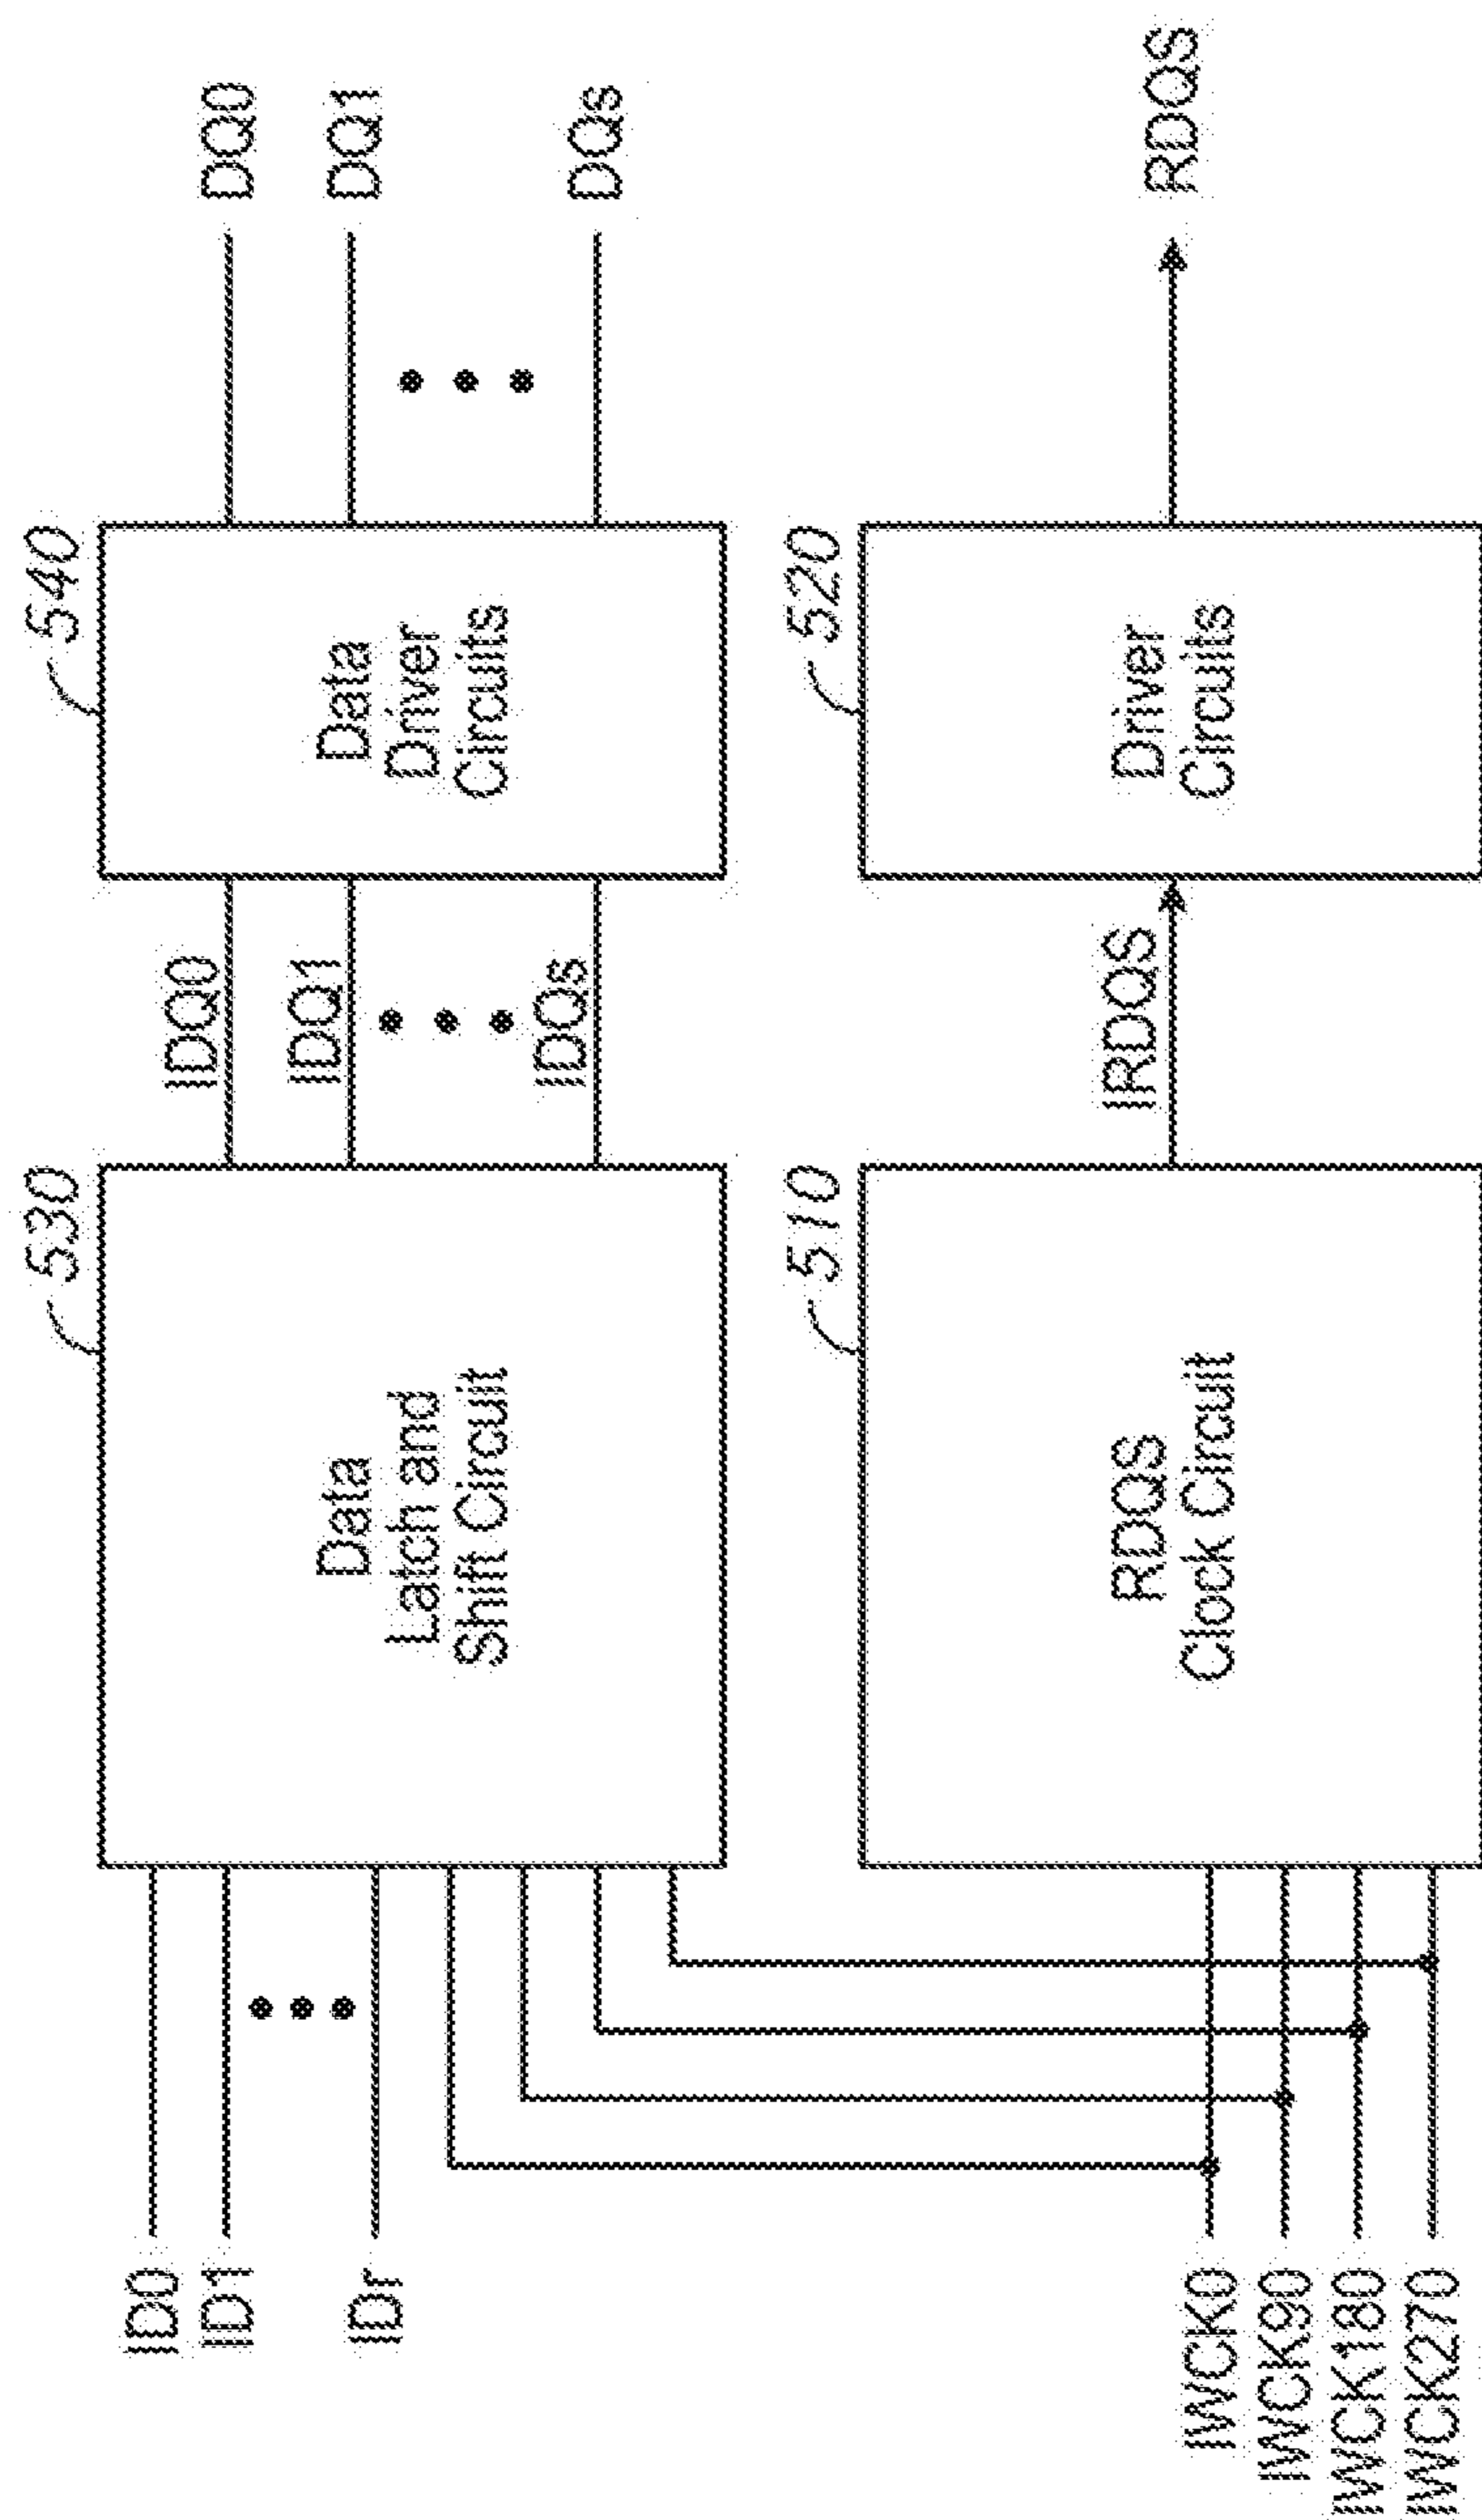 ID0
ID1
IDr
530
Data
Latch and
Shift Circuit
IDQ0
IDQ1
IDQs
540
Data
Driver
Circuits
DQ0
DQ1
DQs
IWCK0
IWCK90
IWCK180
IWCK270
510
RDQS
Clock Circuit
IRDQS
520
Driver
Circuits
RDQS